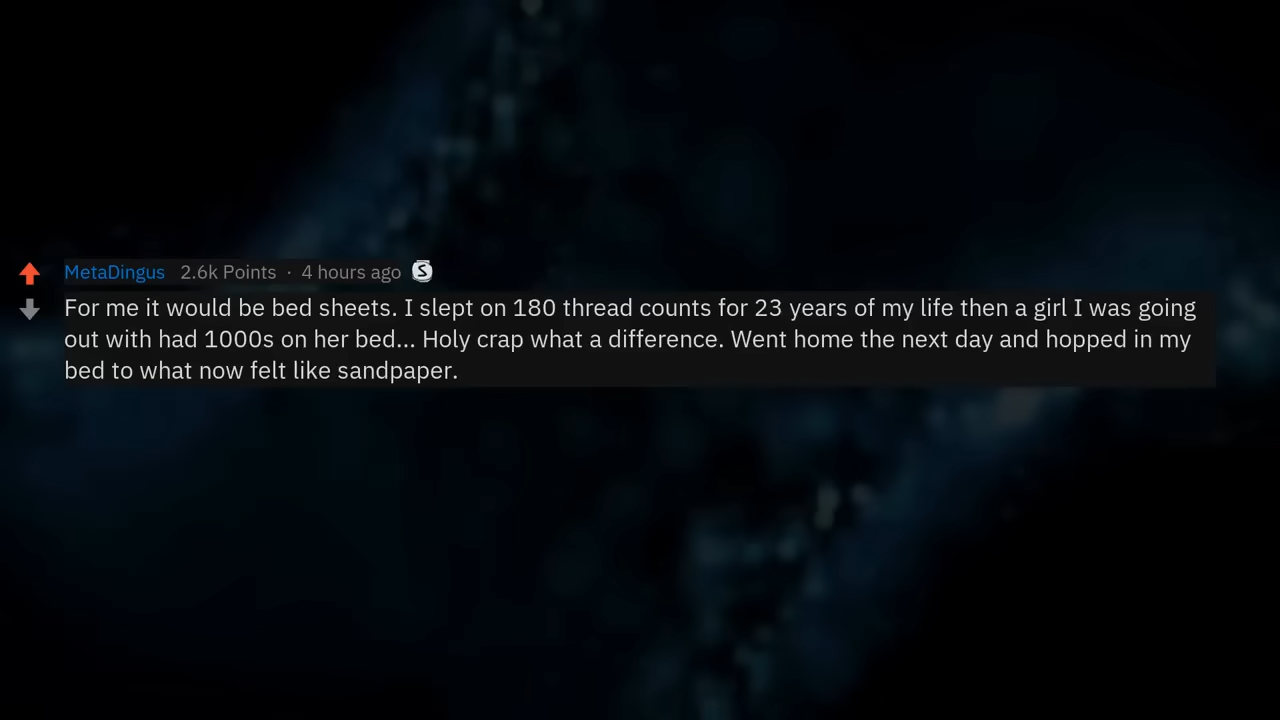 MetaDingus 2.6k Points · 4 hours ago
For me it would be bed sheets. I slept on 180 thread counts for 23 years of my life then a girl I was going
out with had 1000s on her bed... Holy crap what a difference. Went home the next day and hopped in my
bed to what now felt like sandpaper.